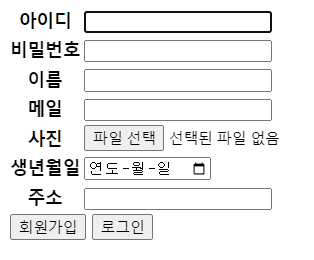 아이디
비밀번호
이름
메일
사진 파일 선택 선택된 파일 없음
생년월일 연도-월-일
주소
회원가입 로그인